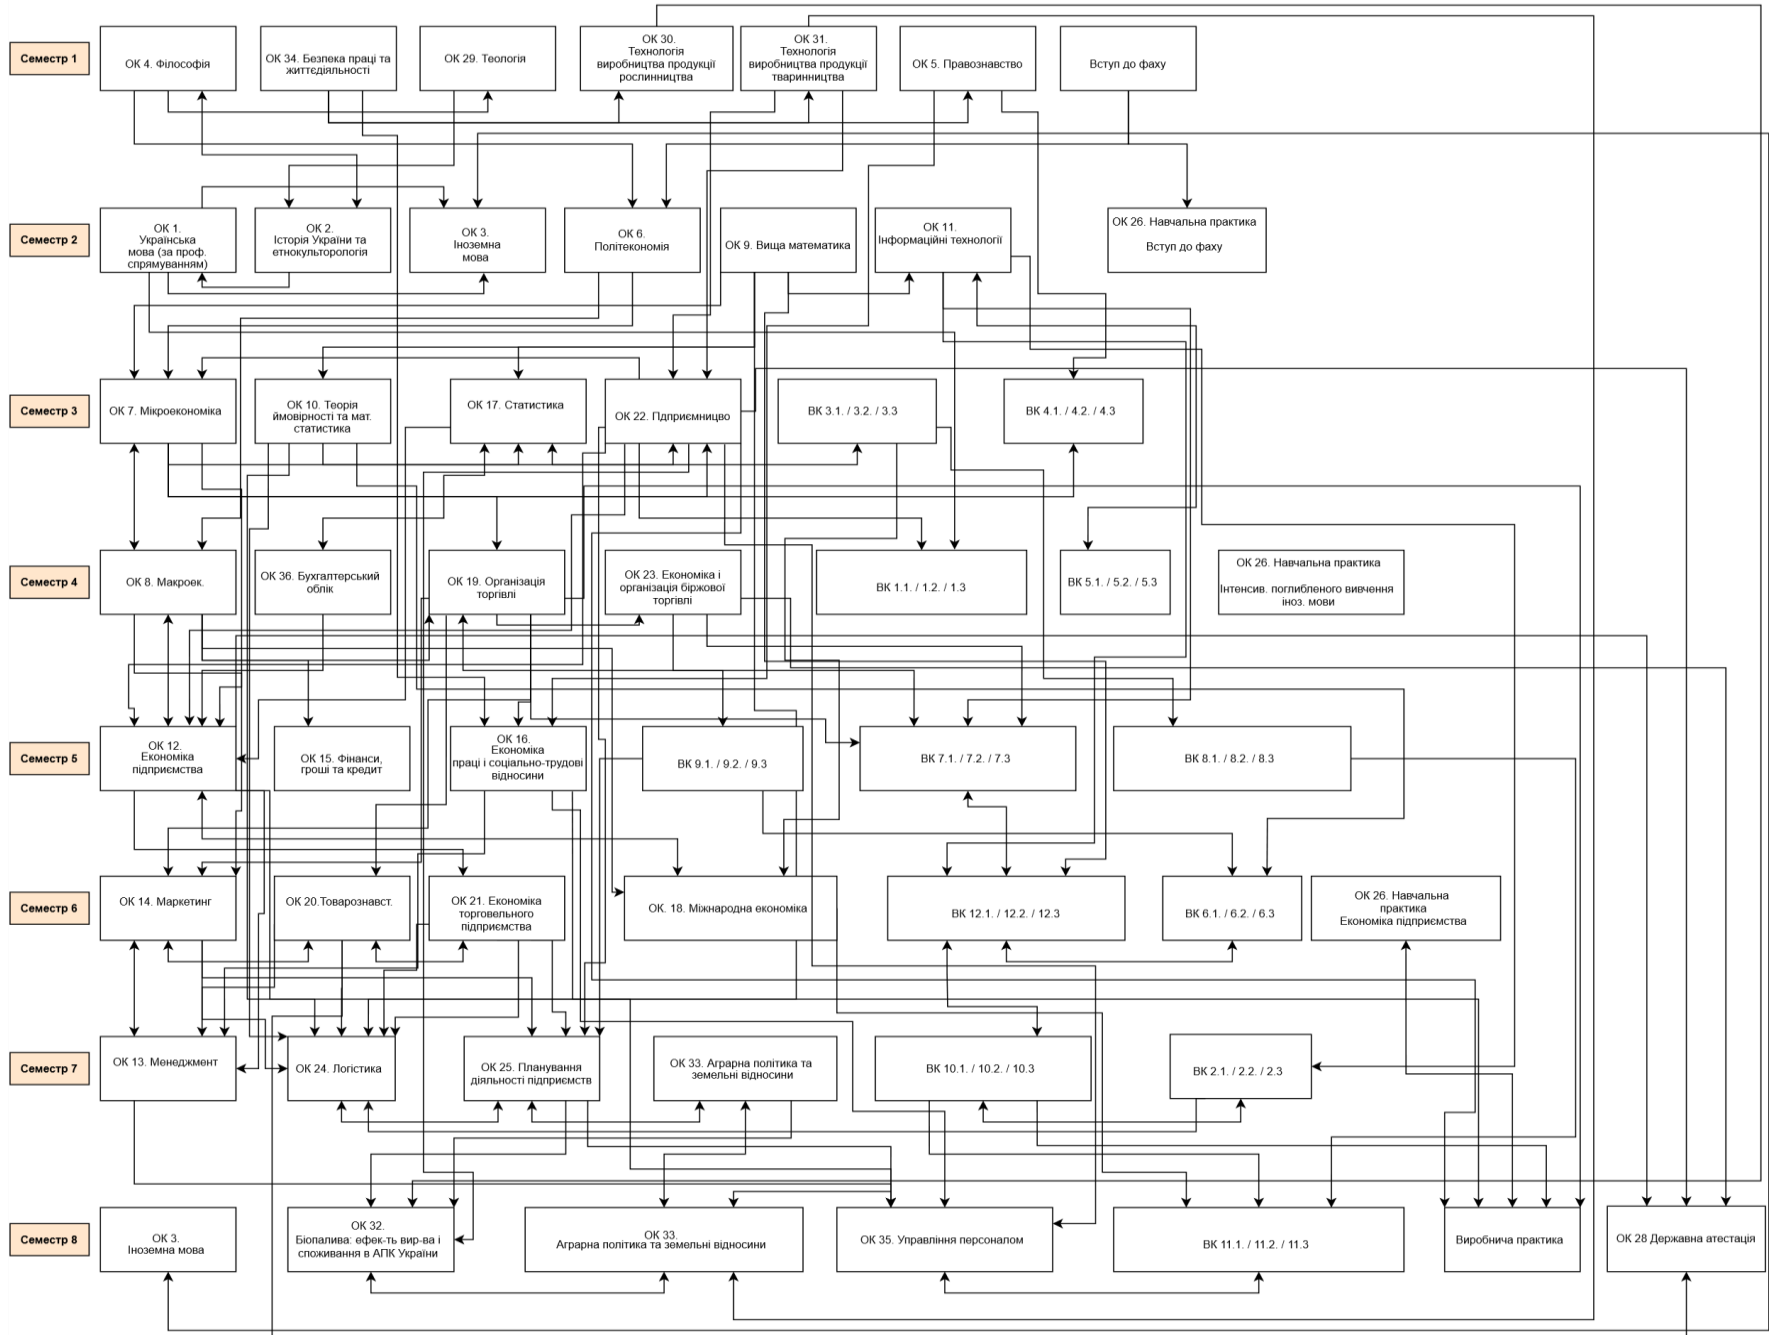 Семестр 1
ОК 4. Філософія
ОК 34. Безпека праці та
життєдіяльності
ОК 29. Теологія
ОК 30.
Технологія
виробництва продукції
рослинництва
ОК 31.
Технологія
виробництва продукції
тваринництва
ОК 5. Правознавство
Вступ до фаху
Семестр 2
ОК 1.
Українська
мова (за проф.
спрямуванням)
ОК 2.
Історія України та
етнокульторологія
ОК 3.
Іноземна
мова
ОК 6.
Політекономія
ОК 9. Вища математика
ОК 11.
Інформаційні технології
ОК 26. Навчальна практика
Вступ до фаху
Семестр 3
ОК 7. Мікроекономіка
ОК 10. Теорія
ймовірності та мат.
статистика
ОК 17. Статистика
ОК 22. Пдприємницво
ВК 3.1. / 3.2. / 3.3
ВК 4.1. / 4.2. / 4.3
Семестр 4
ОК 8. Макроек.
ОК 36. Бухгалтерський
облік
ОК 19. Організація
торгівлі
ОК 23. Економіка і
організація біржової
торгівлі
ВК 1.1. / 1.2. / 1.3
ВК 5.1. / 5.2. / 5.3
ОК 26. Навчальна практика
Інтенсив. поглибленого вивчення
іноз. мови
Семестр 5
ОК 12.
Економіка
підприємства
ОК 15. Фінанси,
гроші та кредит
ОК 16.
Економіка
праці і соціально-трудові
відносини
ВК 9.1. / 9.2. / 9.3
ВК 7.1. / 7.2. / 7.3
ВК 8.1. / 8.2. / 8.3
Семестр 6
ОК 14. Маркетинг
ОК 20.Товарознавст.
ОК 21. Економіка
торговельного
підприємства
ОК. 18. Міжнародна економіка
ВК 12.1. / 12.2. / 12.3
ВК 6.1. / 6.2. / 6.3
ОК 26. Навчальна
практика
Економіка підприємства
Семестр 7
ОК 13. Менеджмент
ОК 24. Логістика
ОК 25. Планування
діяльності підприємств
ОК 33. Аграрна політика та
земельні відносини
ВК 10.1. / 10.2. / 10.3
ВК 2.1. / 2.2. / 2.3
Семестр 8
ОК 3.
Іноземна мова
ОК 32.
Біопалива: ефек-ть вир-ва і
споживання в АПК України
ОК 33.
Аграрна політика та земельні відносини
ОК 35. Управління персоналом
ВК 11.1. / 11.2. / 11.3
Виробнича практика
ОК 28 Державна атестація